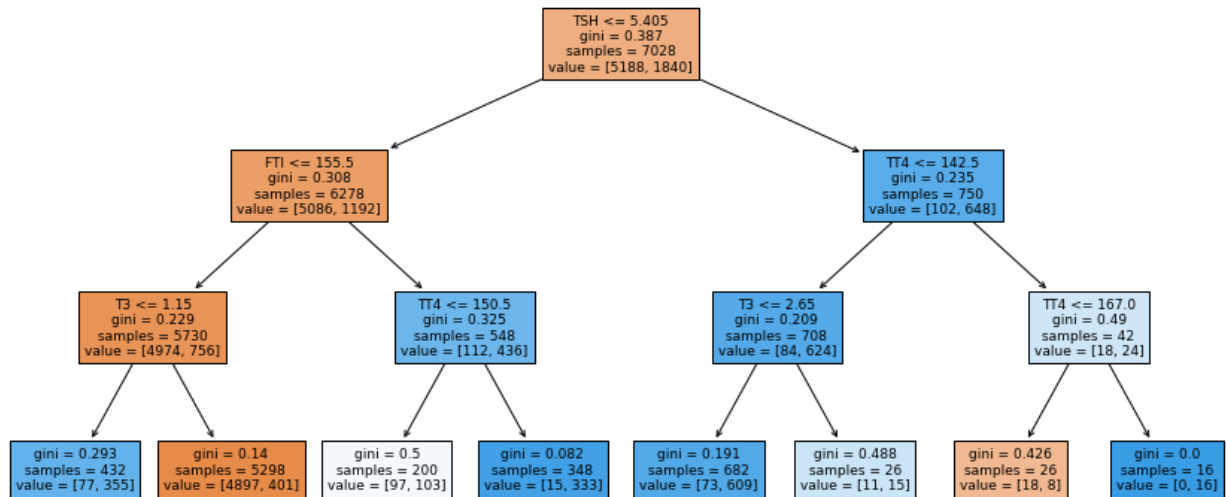 TSH <= 5.405
gini = 0.387
samples = 7028
value = [5188, 1840]
FTI <= 155.5
gini = 0.308
samples = 6278
value = [5086, 1192]
TT4 <= 142.5
gini = 0.235
samples = 750
value = [102, 648]
T3 <= 1.15
gini = 0.229
samples = 5730
value = [4974, 756]
TT4 <= 150.5
gini = 0.325
samples = 548
value = [112, 436]
T3 <= 2.65
gini = 0.209
samples = 708
value = [84, 624]
TT4 <= 167.0
gini = 0.49
samples = 42
value = [18, 24]
gini = 0.293
samples = 432
value = [77, 355]
gini = 0.14
samples = 5298
value = [4897, 401]
gini = 0.5
samples = 200
value = [97, 103]
gini = 0.082
samples = 348
value = [15, 333]
gini = 0.191
samples = 682
value = [73, 609]
gini = 0.488
samples = 26
value = [11, 15]
gini = 0.426
samples = 26
value = [18, 8]
gini = 0.0
samples = 16
value = [0, 16]